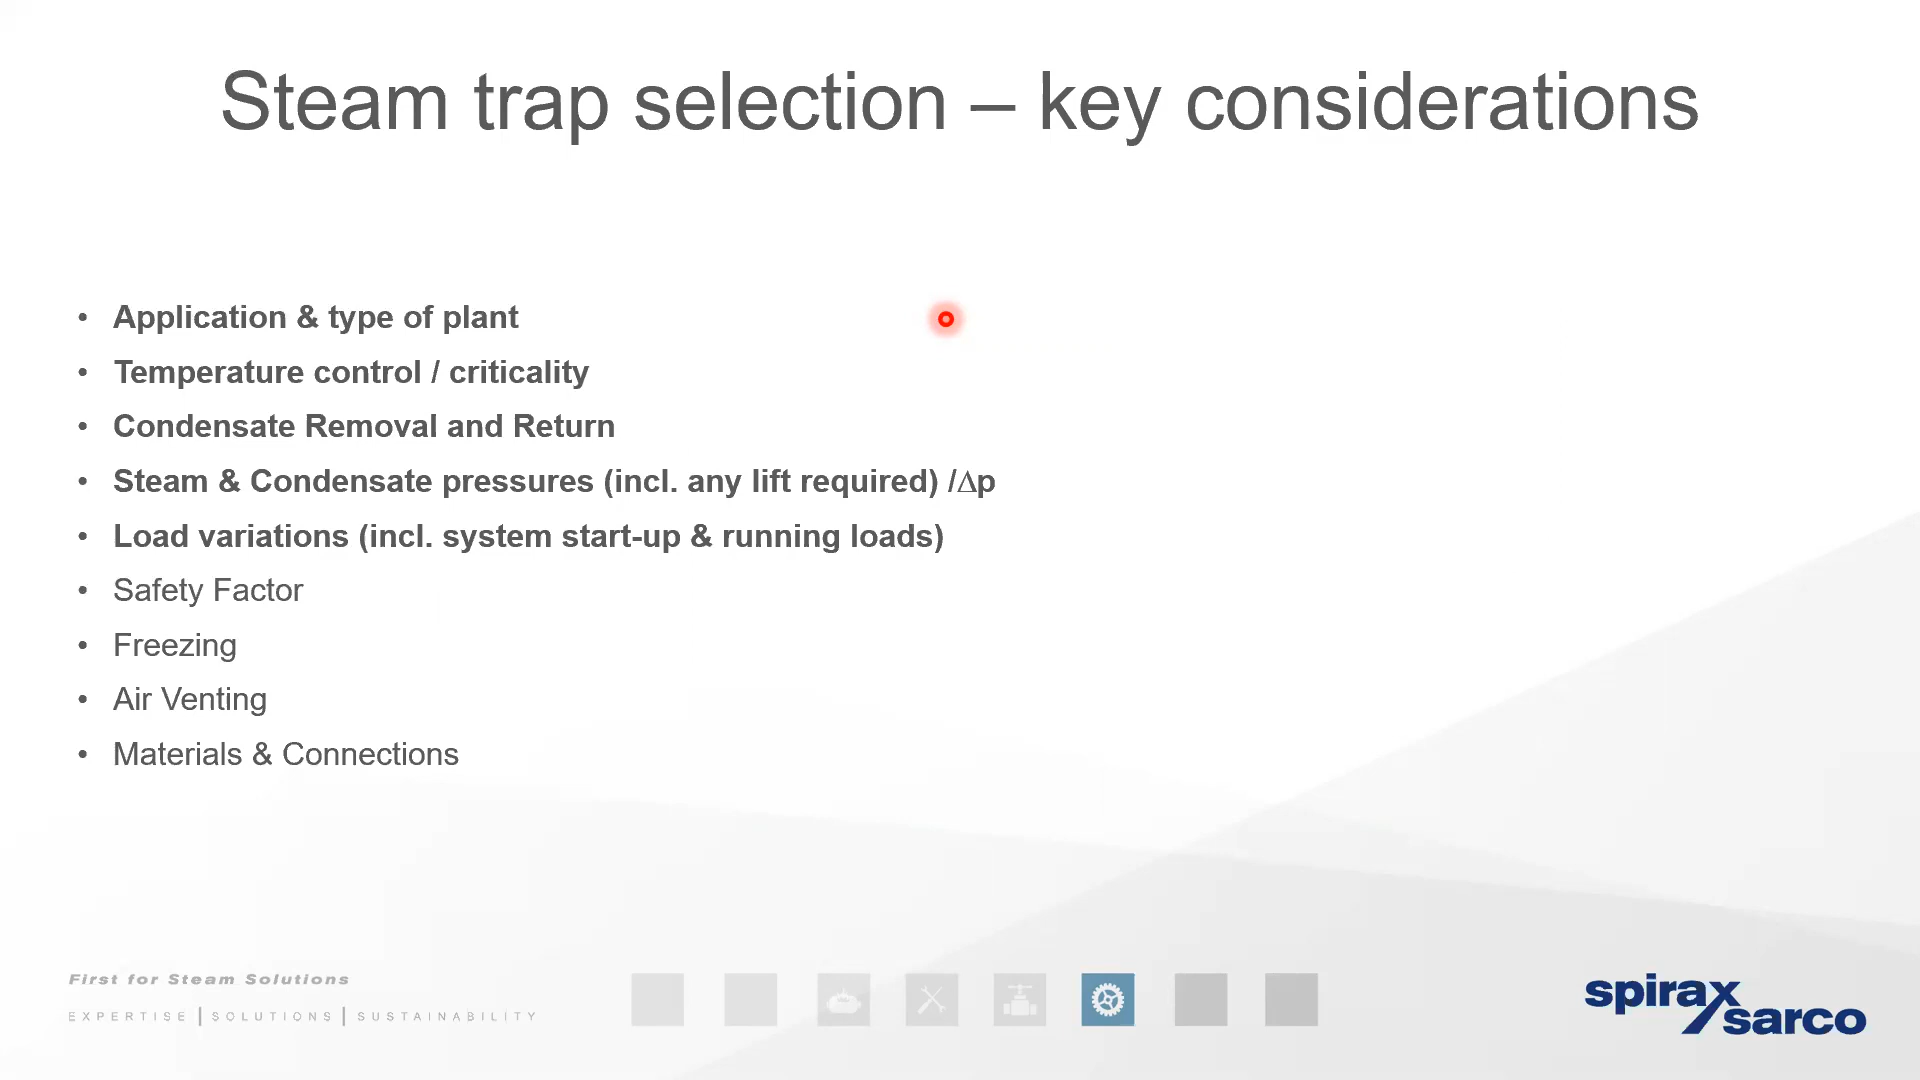 Steam trap selection – key considerations
• Application & type of plant
• Temperature control / criticality
• Condensate Removal and Return
• Steam & Condensate pressures (incl. any lift required) /∆p
• Load variations (incl. system start-up & running loads)
• Safety Factor
• Freezing
• Air Venting
• Materials & Connections
First for Steam Solutions
EXPERTISE | SOLUTIONS | SUSTAINABILITY
spirax
sarco